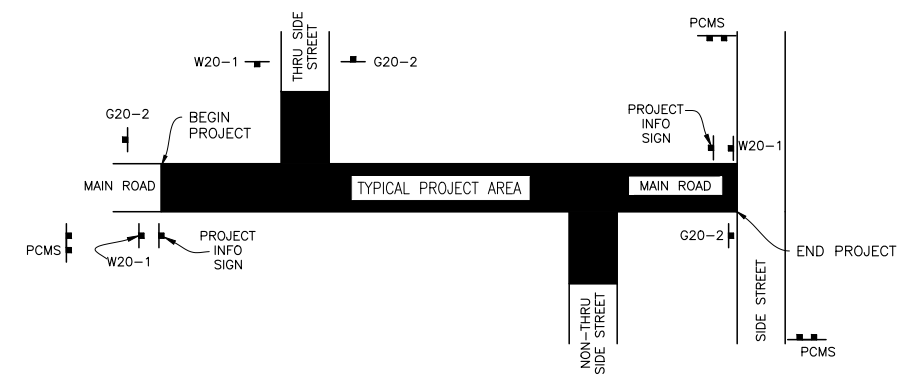 PCMS
THRU SIDE
STREET
W20-1
G20-2
G20-2
BEGIN
PROJECT
PROJECT
INFO
SIGN
W20-1
MAIN ROAD
TYPICAL PROJECT AREA
MAIN ROAD
PCMS
W20-1
PROJECT
INFO
SIGN
G20-2
END PROJECT
NON-THRU
SIDE STREET
SIDE STREET
PCMS